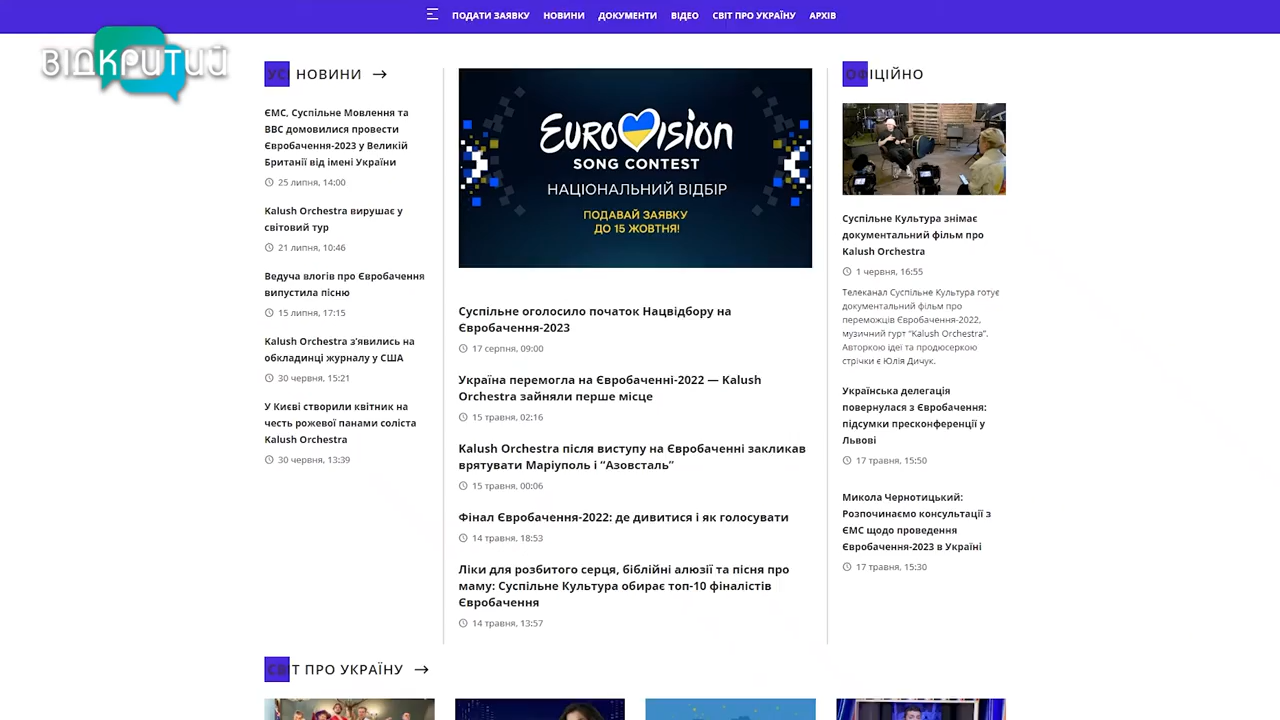 ПОДАТИ ЗАЯВКУ НОВИНИ ДОКУМЕНТИ ВІДЕО СВІТ ПРО УКРАЇНУ АРХІВ
ВІДКРИТИЙ
УСІ НОВИНИ →
ЄМС, Суспільне Мовлення та
BBC домовилися провести
Євробачення-2023 у Великій
Британії від імені України
25 липня, 14:00
Kalush Orchestra вирушає у
світовий тур
21 липня, 10:46
Ведуча влогів про Євробачення
випустила пісню
15 липня, 17:15
Kalush Orchestra з’явились на
обкладинці журналу у США
30 червня, 15:21
У Києві створили квітник на
честь рожевої панами соліста
Kalush Orchestra
30 червня, 13:39
EUROVISION
SONG CONTEST
НАЦІОНАЛЬНИЙ ВІДБІР
ПОДАВАЙ ЗАЯВКУ
ДО 15 ЖОВТНЯ!
Суспільне оголосило початок Нацвідбору на
Євробачення-2023
17 серпня, 09:00
Україна перемогла на Євробаченні-2022 — Kalush
Orchestra зайняли перше місце
15 травня, 02:16
Kalush Orchestra після виступу на Євробаченні закликав
врятувати Маріуполь і “Азовсталь”
15 травня, 00:06
Фінал Євробачення-2022: де дивитися і як голосувати
14 травня, 18:53
Ліки для розбитого серця, біблійні алюзії та пісня про
маму: Суспільне Культура обирає топ-10 фіналістів
Євробачення
14 травня, 13:57
ОФІЦІЙНО
Суспільне Культура знімає
документальний фільм про
Kalush Orchestra
1 червня, 16:55
Телеканал Суспільне Культура готує
документальний фільм про
переможців Євробачення-2022,
музичний гурт “Kalush Orchestra”.
Авторкою ідеї та продюсеркою
стрічки є Юлія Дичук.
Українська делегація
повернулася з Євробачення:
підсумки пресконференції у
Львові
17 травня, 15:50
Микола Чернотицький:
Розпочинаємо консультації з
ЄМС щодо проведення
Євробачення-2023 в Україні
17 травня, 15:30
СВІТ ПРО УКРАЇНУ →